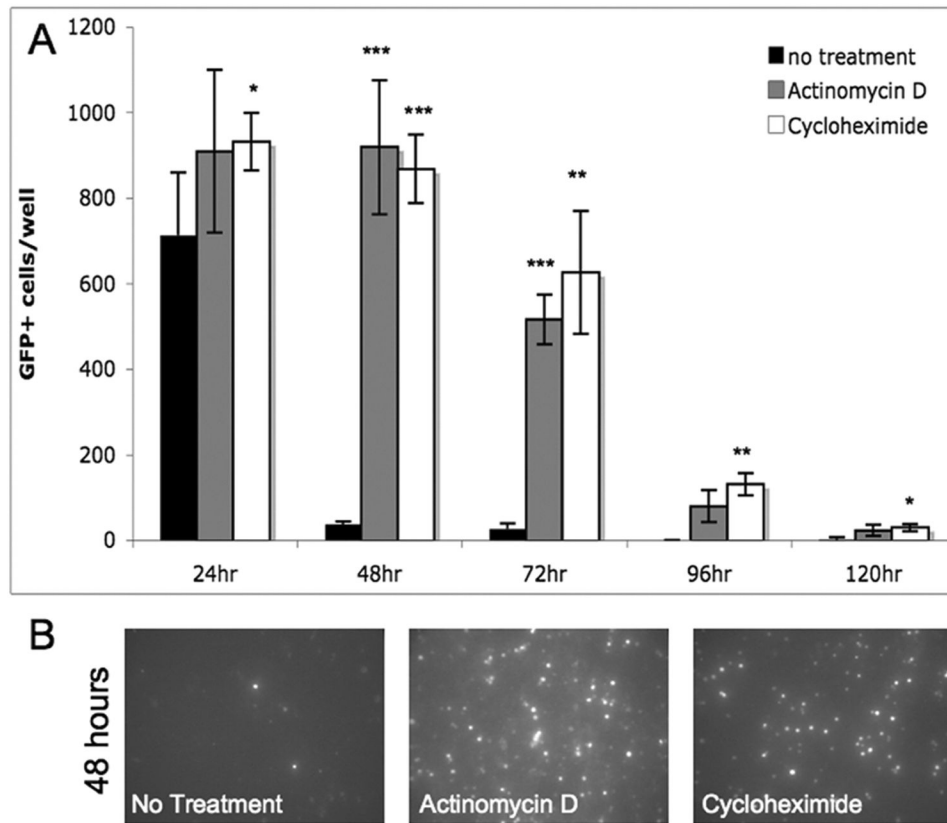 A
1200
1000
800
600
400
200
0
GFP+ cells/well
no treatment
Actinomycin D
Cycloheximide
*
***
***
***
**
**
*
24hr
48hr
72hr
96hr
120hr
B
48 hours
No Treatment
Actinomycin D
Cycloheximide